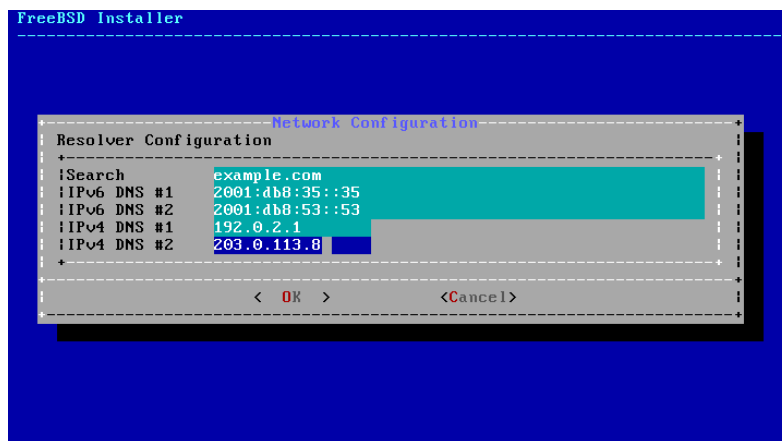 FreeBSD Installer
Network Configuration
Resolver Configuration
Search example.com
IPv6 DNS #1 2001:db8:35::35
IPv6 DNS #2 2001:db8:53::53
IPv4 DNS #1 192.0.2.1
IPv4 DNS #2 203.0.113.8
< OK > <Cancel>